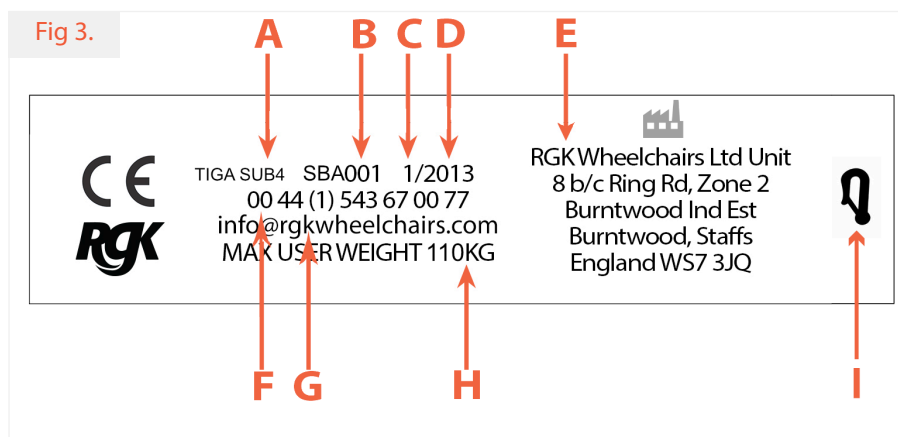 Fig 3.
A B C D E
CE
RGK
TIGA SUB4 SBA001 1/2013
00 44 (1) 543 67 00 77
info@rgkwheelchairs.com
MAX USER WEIGHT 110KG
RGK Wheelchairs Ltd Unit
8 b/c Ring Rd, Zone 2
Burntwood Ind Est
Burntwood, Staffs
England WS7 3JQ
F G H I